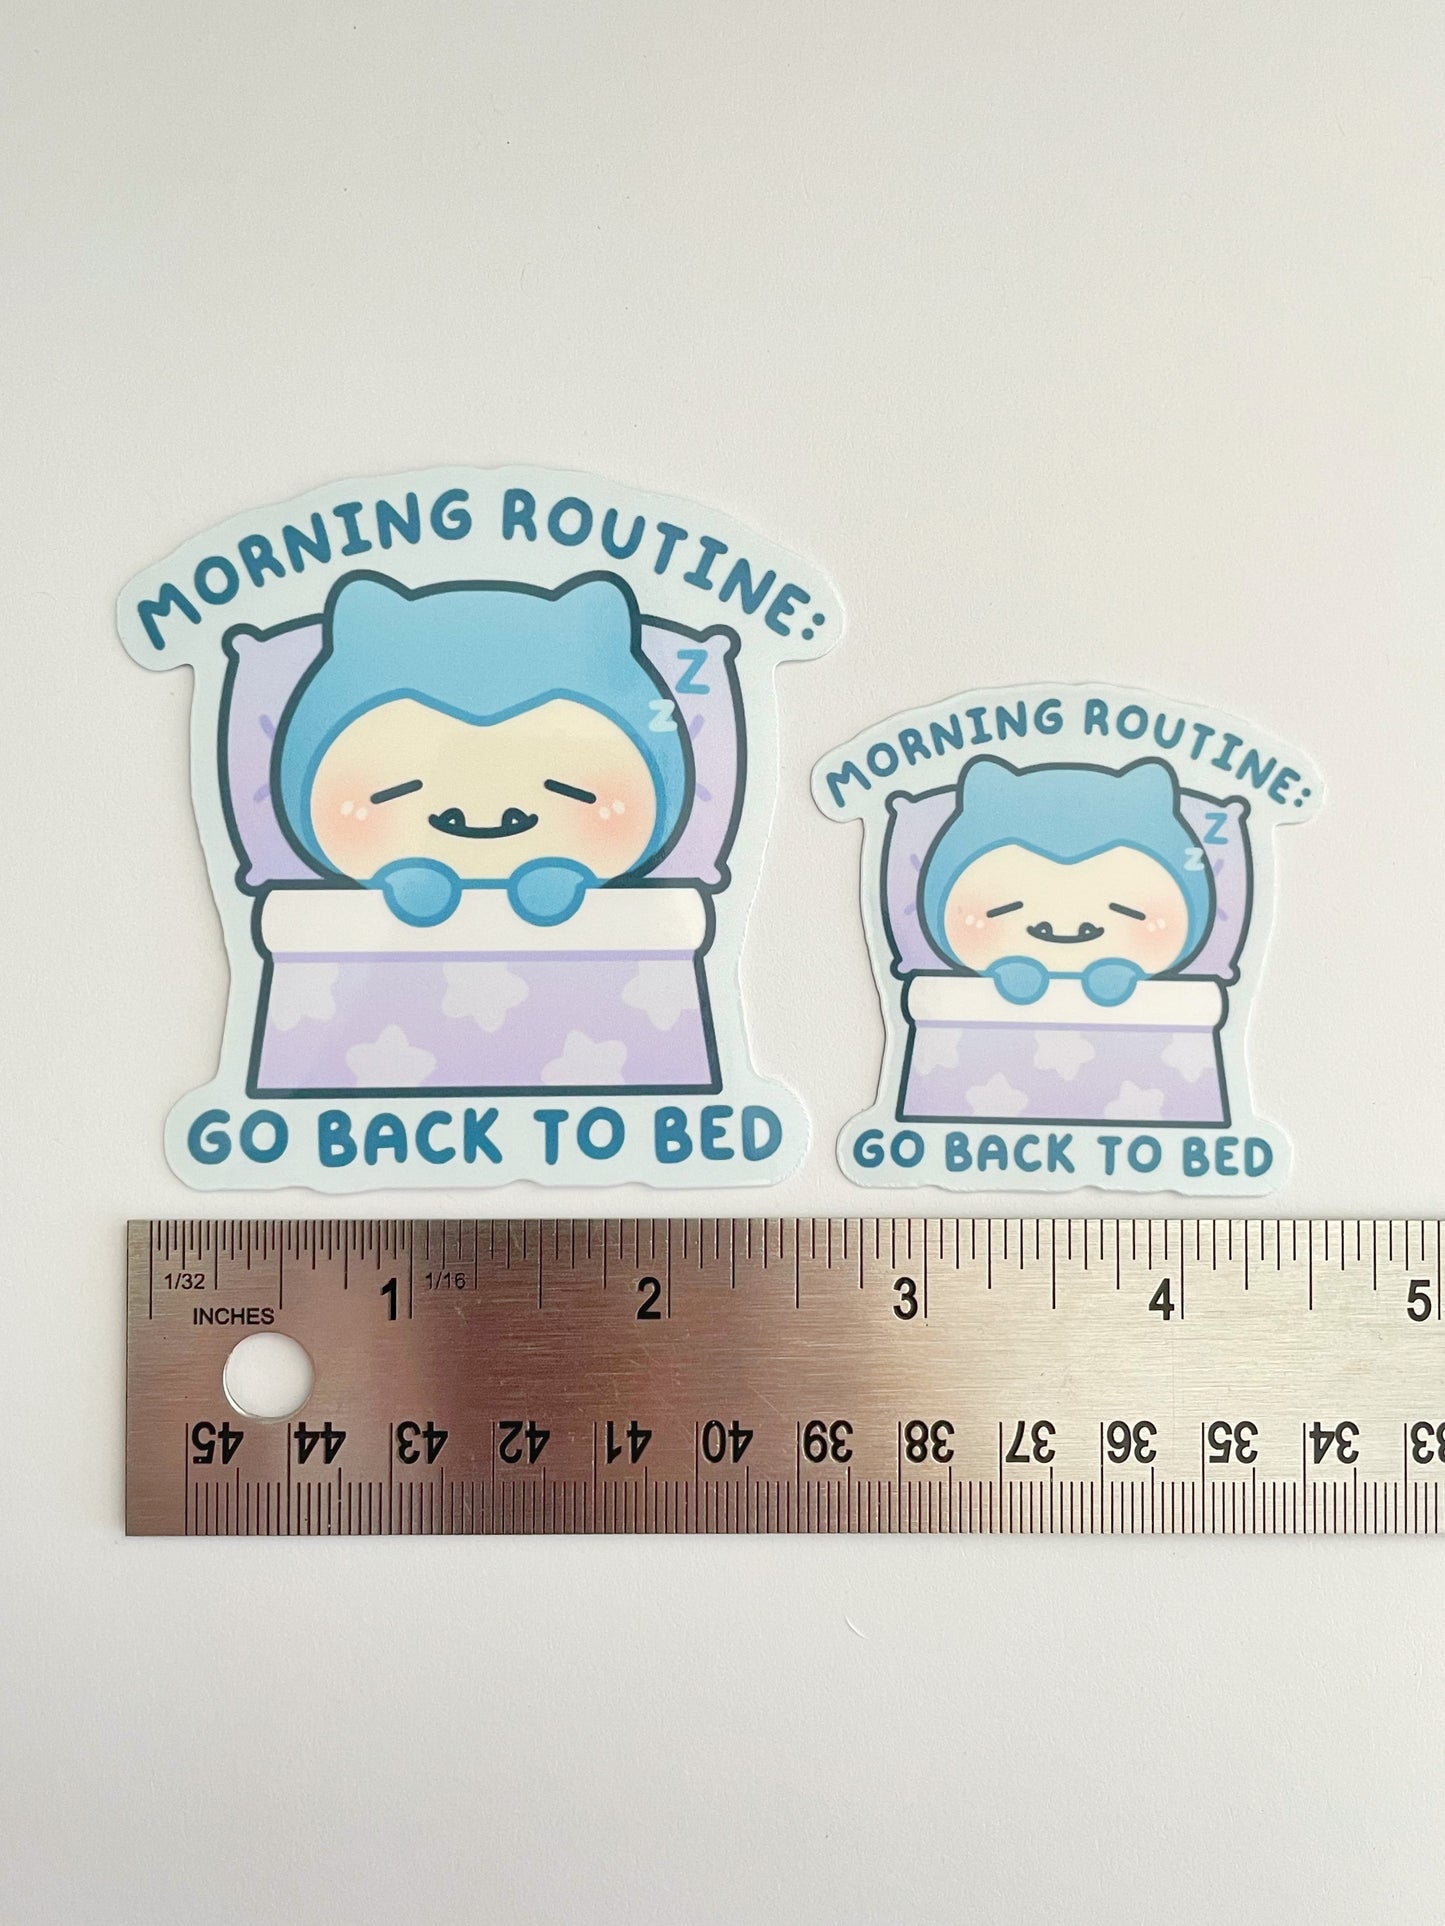 MORNING ROUTINE:
Z
Z
GO BACK TO BED
MORNING ROUTINE:
Z
Z
GO BACK TO BED
1/32 1 1/16 2 3 4 5
INCHES
45 44 43 42 41 40 39 38 37 36 35 34 33